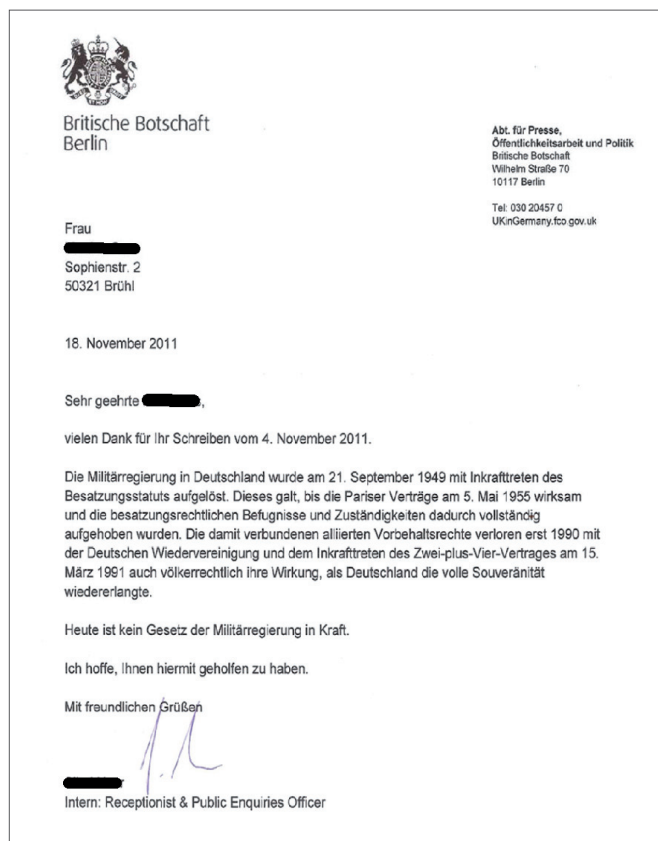 Britische Botschaft
Berlin
Abt. für Presse,
Öffentlichkeitsarbeit und Politik
Britische Botschaft
Wilhelm Straße 70
10117 Berlin
Tel: 030 20457 0
UKinGermany.fco.gov.uk
Frau
Sophienstr. 2
50321 Brühl
18. November 2011
Sehr geehrte ,
vielen Dank für Ihr Schreiben vom 4. November 2011.
Die Militärregierung in Deutschland wurde am 21. September 1949 mit Inkrafttreten des
Besatzungsstatuts aufgelöst. Dieses galt, bis die Pariser Verträge am 5. Mai 1955 wirksam
und die besatzungsrechtlichen Befugnisse und Zuständigkeiten dadurch vollständig
aufgehoben wurden. Die damit verbundenen alliierten Vorbehaltsrechte verloren erst 1990 mit
der Deutschen Wiedervereinigung und dem Inkrafttreten des Zwei-plus-Vier-Vertrages am 15.
März 1991 auch völkerrechtlich ihre Wirkung, als Deutschland die volle Souveränität
wiedererlangte.
Heute ist kein Gesetz der Militärregierung in Kraft.
Ich hoffe, Ihnen hiermit geholfen zu haben.
Mit freundlichen Grüßen
Intern: Receptionist & Public Enquiries Officer